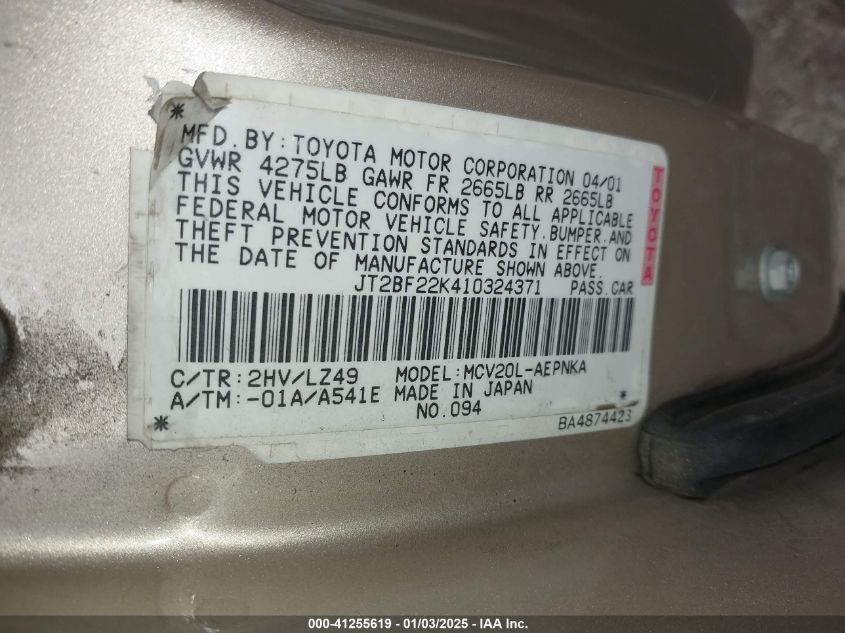 *
MFD.BY:TOYOTA MOTOR CORPORATION 04/01
GVWR 4275LB GAWR FR 2665LB RR 2665LB
THIS VEHICLE CONFORMS TO ALL APPLICABLE
FEDERAL MOTOR VEHICLE SAFETY.BUMPER.AND
THEFT PREVENTION STANDARDS IN EFFECT ON
THE DATE OF MANUFACTURE SHOWN ABOVE.
JT2BF22K410324371 PASS.CAR
TOYOTA
C/TR:2HV/LZ49 MODEL:MCV20L-AEPNKA
A/TM:-01A/A541E MADE IN JAPAN
NO.094
* BA4874423 *
000-41255619 - 01/03/2025 - IAA Inc.